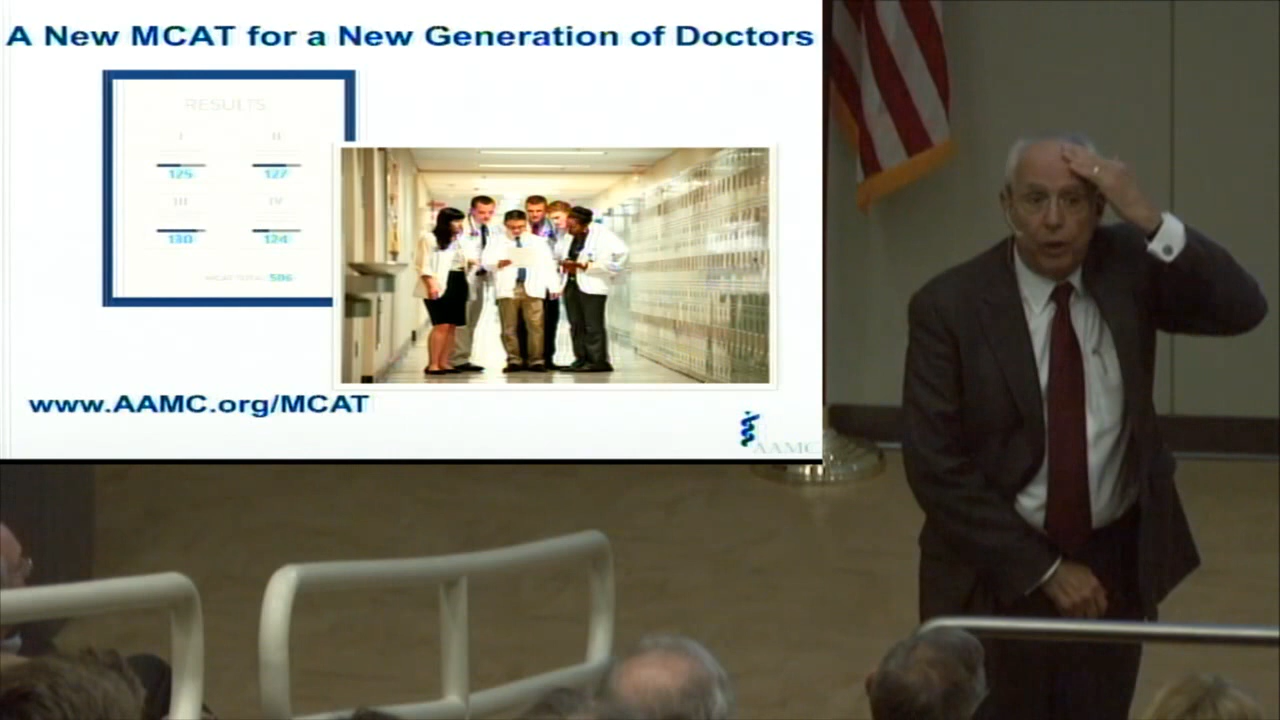 A New MCAT for a New Generation of Doctors
RESULTS
I II
125 127
III IV
130 124
MCAT TOTAL 506
www.AAMC.org/MCAT
AAMC